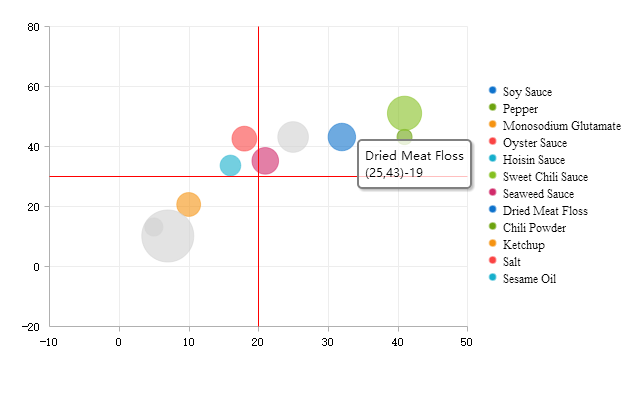 80
60
40
20
0
-20
-10
0
10
20
30
40
50
Dried Meat Floss
(25,43)-19
Soy Sauce
Pepper
Monosodium Glutamate
Oyster Sauce
Hoisin Sauce
Sweet Chili Sauce
Seaweed Sauce
Dried Meat Floss
Chili Powder
Ketchup
Salt
Sesame Oil